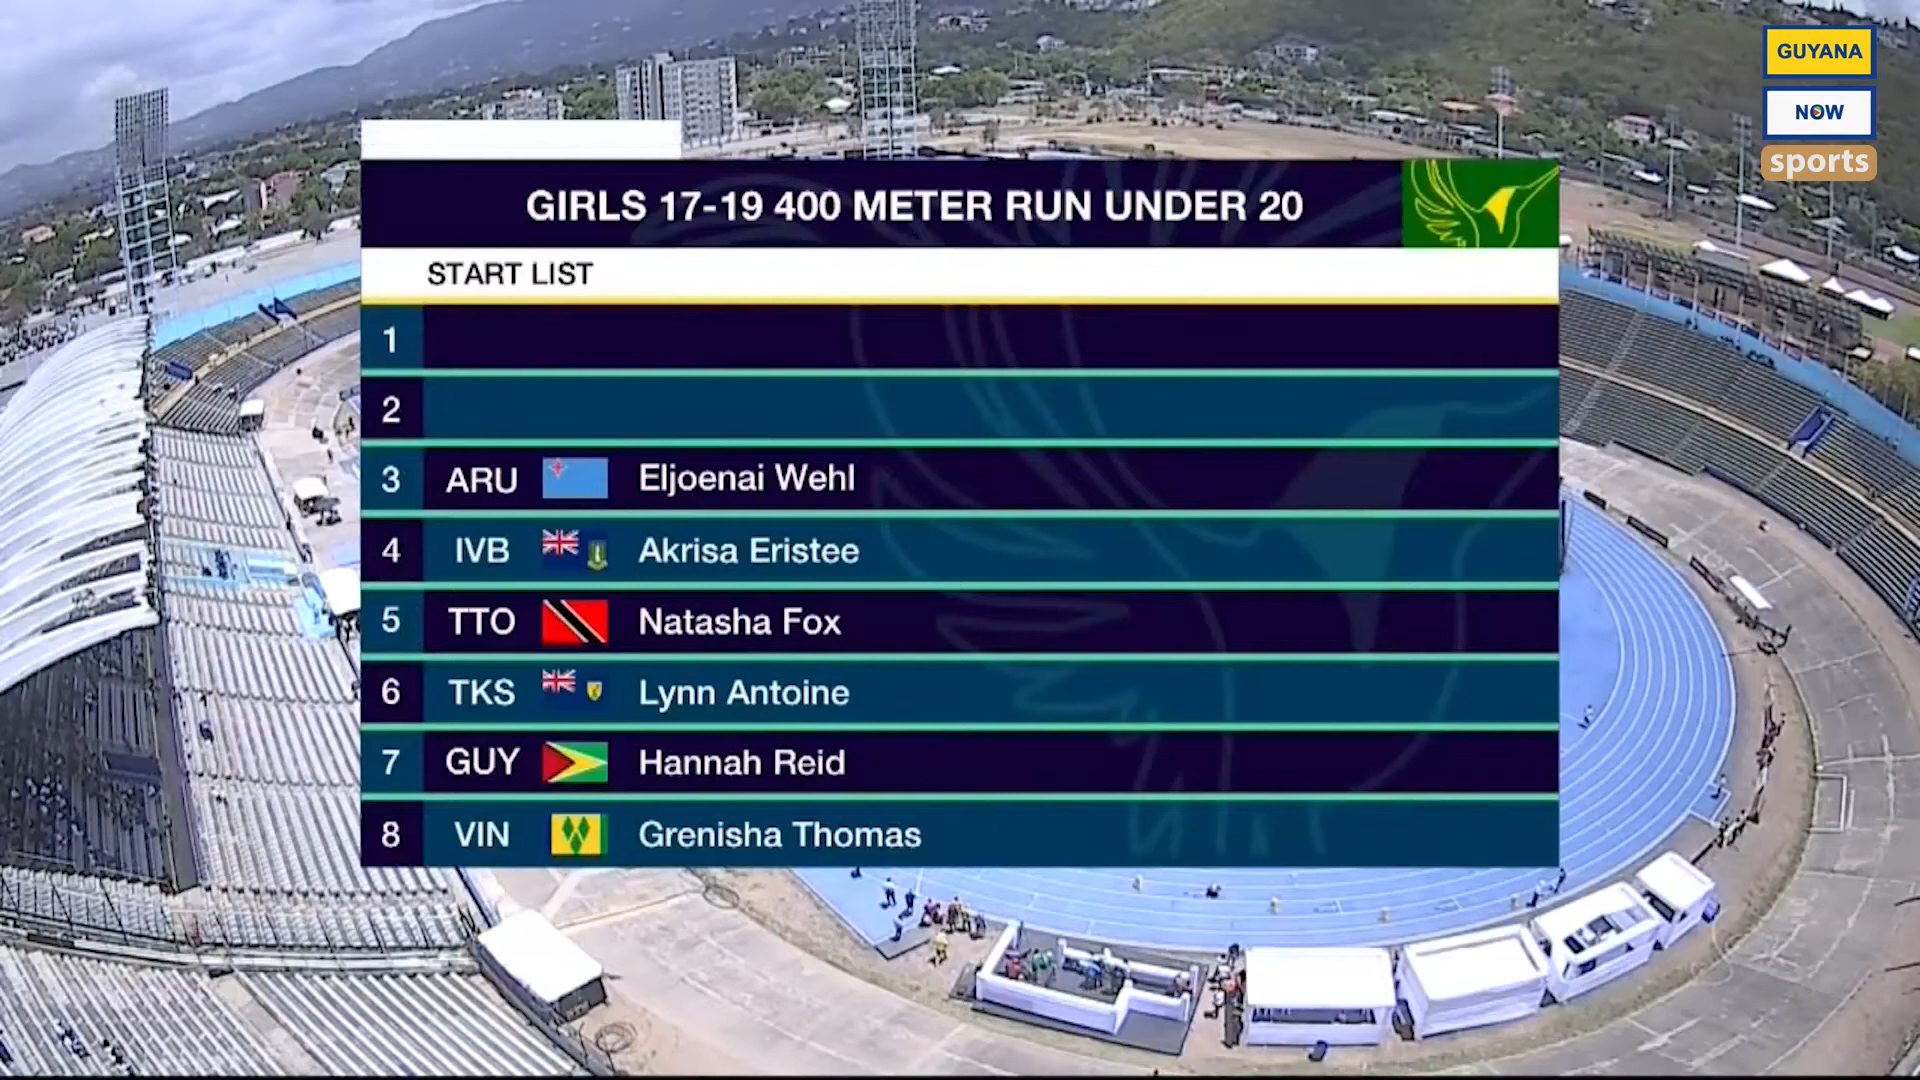 GUYANA
NOW
sports
GIRLS 17-19 400 METER RUN UNDER 20
START LIST
1
2
3 ARU Eljoenai Wehl
4 IVB Akrisa Eristee
5 TTO Natasha Fox
6 TKS Lynn Antoine
7 GUY Hannah Reid
8 VIN Grenisha Thomas